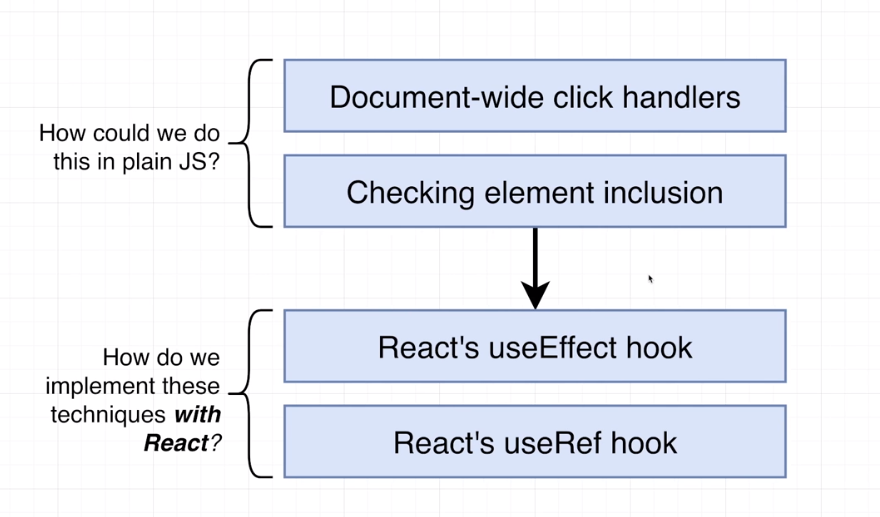 Document-wide click handlers
How could we do
this in plain JS?
Checking element inclusion
React's useEffect hook
How do we
implement these
techniques with
React?
React's useRef hook